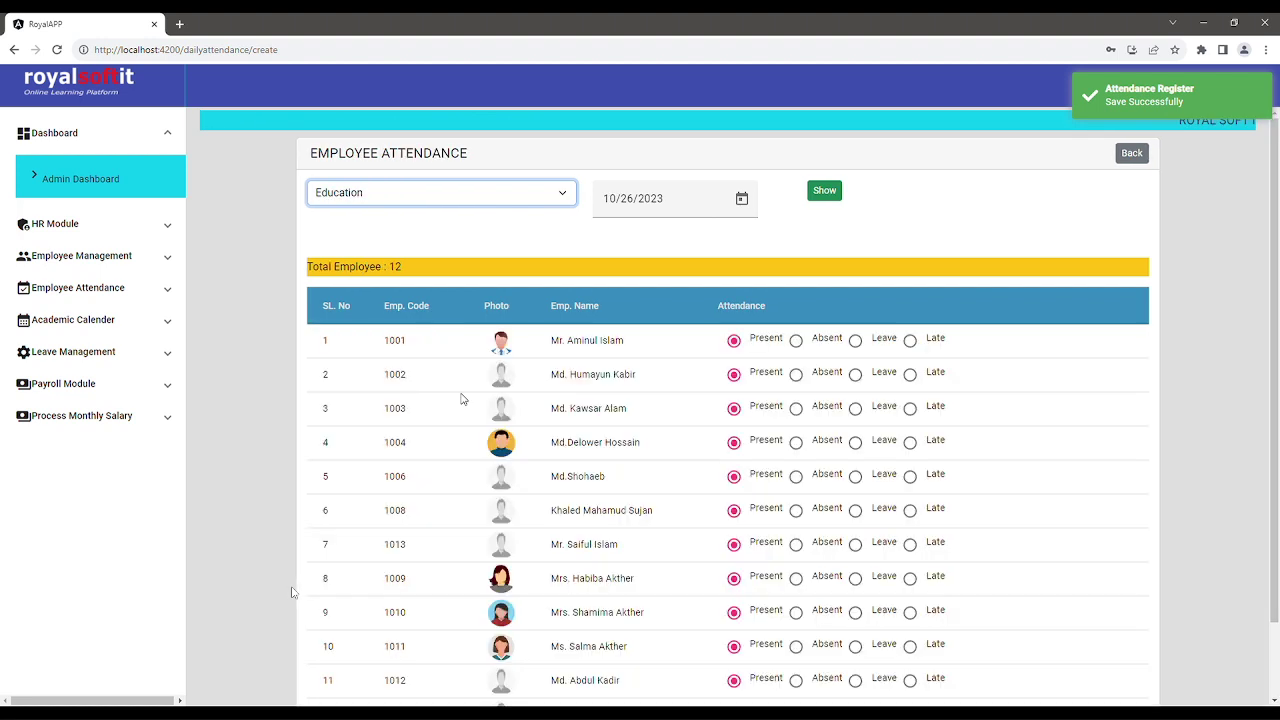 RoyalAPP
http://localhost:4200/dailyattendance/create
royalsoftit
Online Learning Platform
Attendance Register
Save Successfully
ROYAL SOFT I
Dashboard
Admin Dashboard
HR Module
Employee Management
Employee Attendance
Academic Calender
Leave Management
Payroll Module
Process Monthly Salary
EMPLOYEE ATTENDANCE
Back
Education
10/26/2023
Show
Total Employee : 12
SL. No Emp. Code Photo Emp. Name Attendance
1 1001 Mr. Aminul Islam Present Absent Leave Late
2 1002 Md. Humayun Kabir Present Absent Leave Late
3 1003 Md. Kawsar Alam Present Absent Leave Late
4 1004 Md.Delower Hossain Present Absent Leave Late
5 1006 Md.Shohaeb Present Absent Leave Late
6 1008 Khaled Mahamud Sujan Present Absent Leave Late
7 1013 Mr. Saiful Islam Present Absent Leave Late
8 1009 Mrs. Habiba Akther Present Absent Leave Late
9 1010 Mrs. Shamima Akther Present Absent Leave Late
10 1011 Ms. Salma Akther Present Absent Leave Late
11 1012 Md. Abdul Kadir Present Absent Leave Late